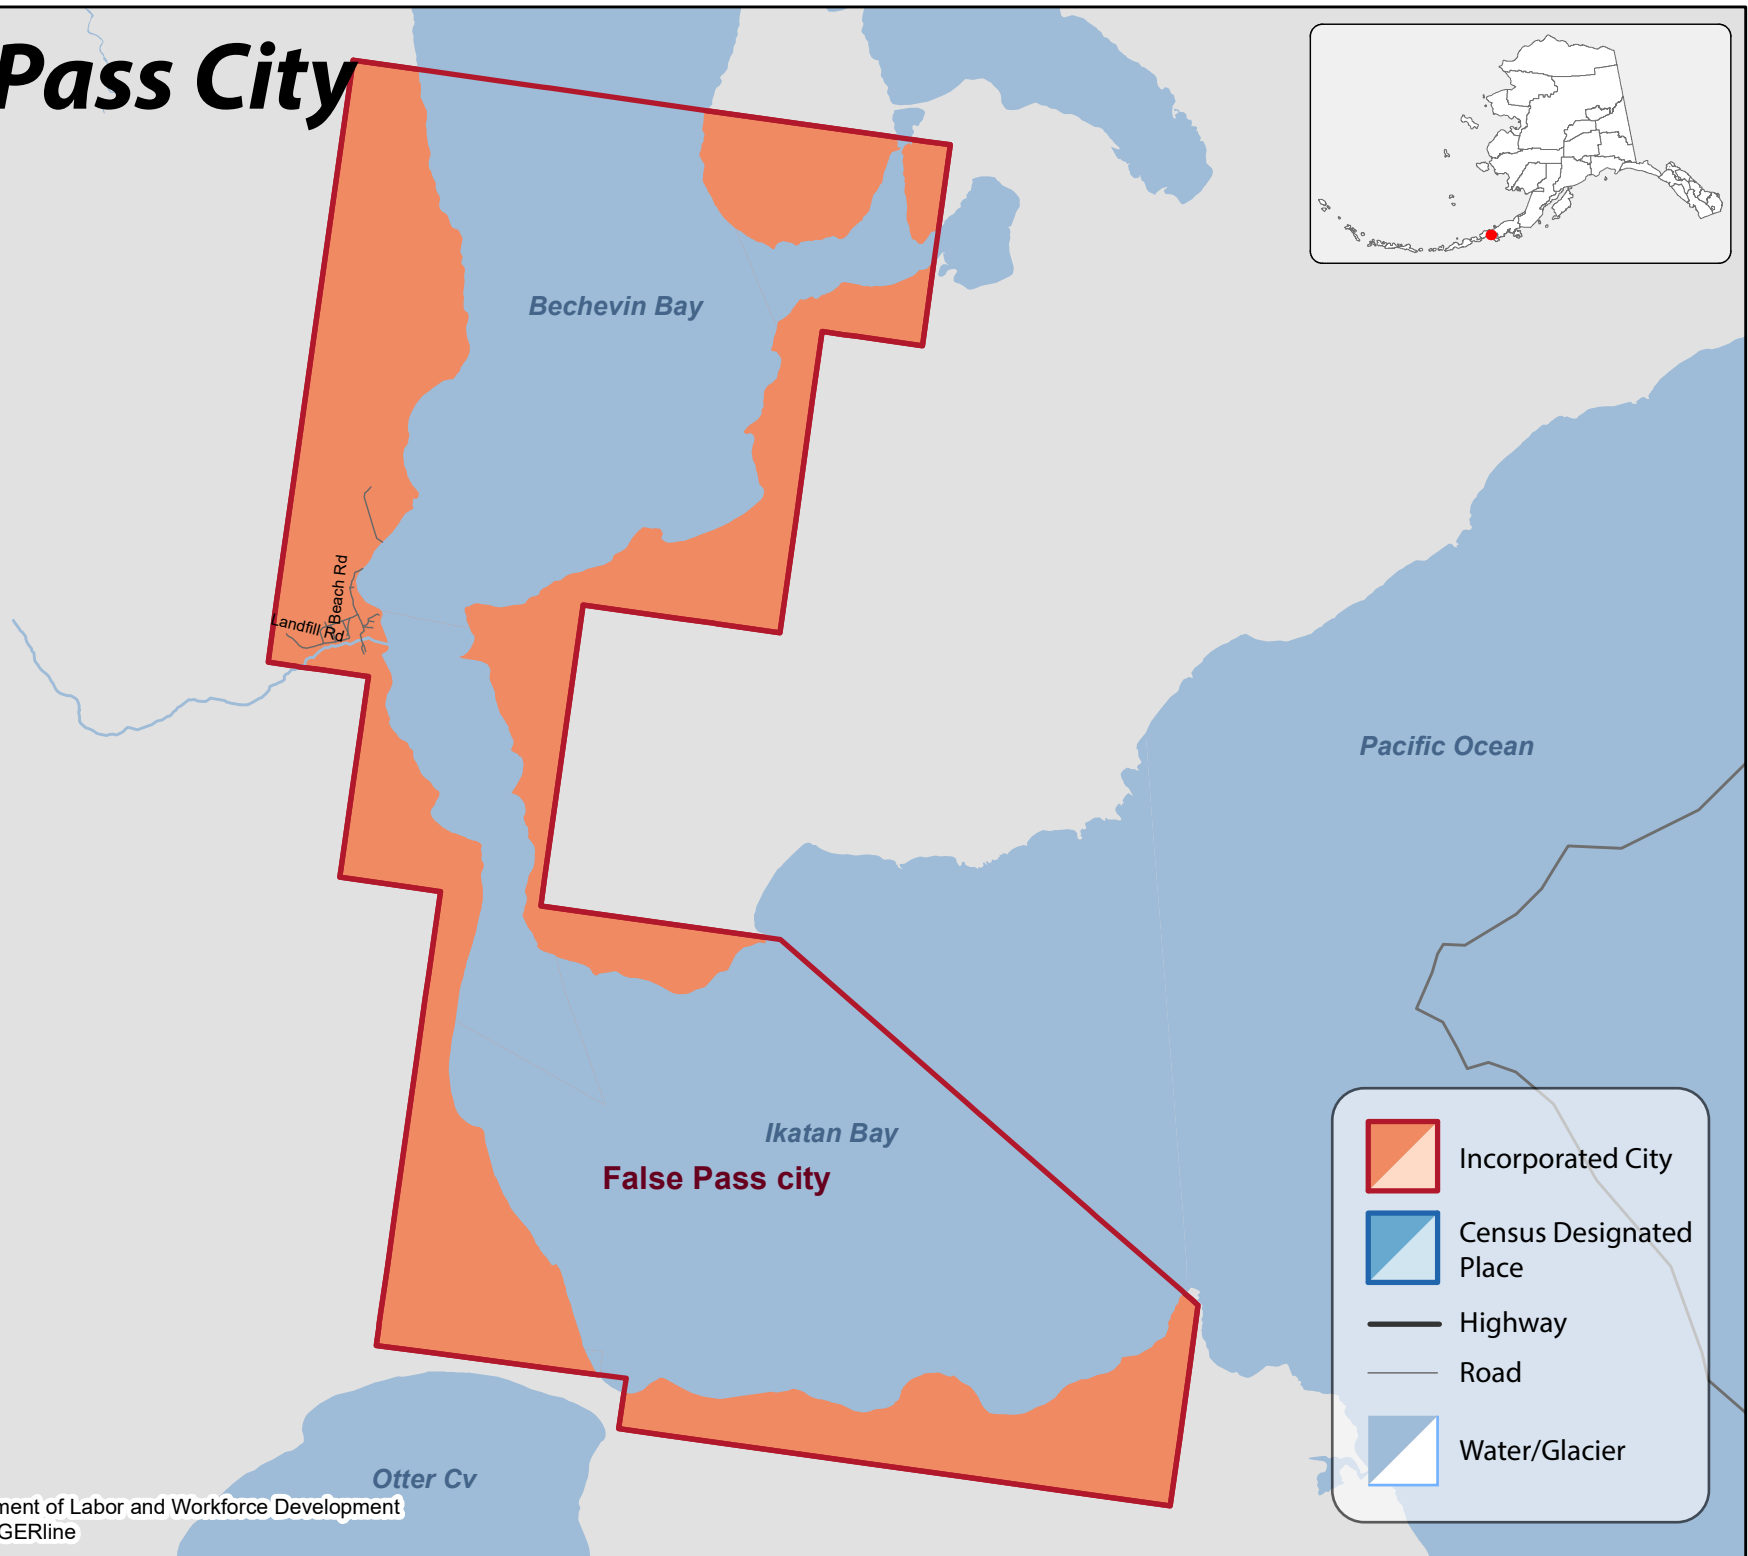 Pass City
Bechevin Bay
Beach Rd
Landfill Rd
Pacific Ocean
Ikatan Bay
False Pass city
Incorporated City
Census Designated
Place
Highway
Road
Water/Glacier
Otter Cv
ment of Labor and Workforce Development
GERline